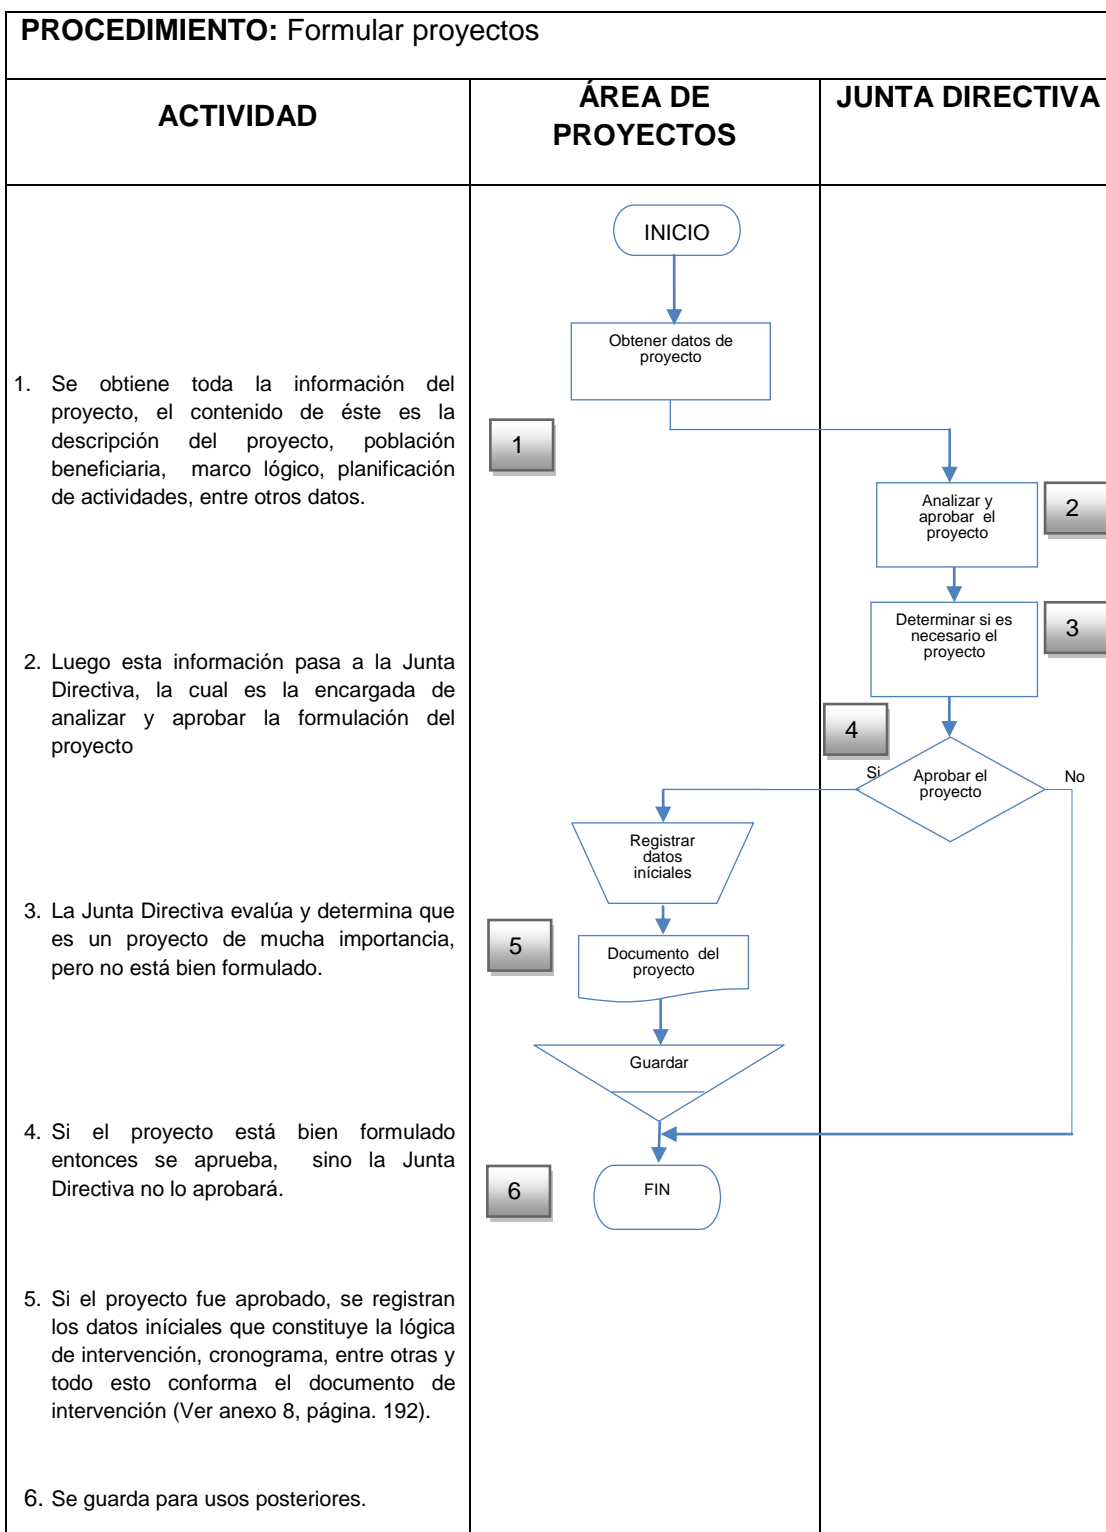 PROCEDIMIENTO: Formular proyectos
ACTIVIDAD
ÁREA DE
PROYECTOS
JUNTA DIRECTIVA
1. Se obtiene toda la información del
proyecto, el contenido de éste es la
descripción del proyecto, población
beneficiaria, marco lógico, planificación
de actividades, entre otros datos.
2. Luego esta información pasa a la Junta
Directiva, la cual es la encargada de
analizar y aprobar la formulación del
proyecto
3. La Junta Directiva evalúa y determina que
es un proyecto de mucha importancia,
pero no está bien formulado.
4. Si el proyecto está bien formulado
entonces se aprueba, sino la Junta
Directiva no lo aprobará.
5. Si el proyecto fue aprobado, se registran
los datos iníciales que constituye la lógica
de intervención, cronograma, entre otras y
todo esto conforma el documento de
intervención (Ver anexo 8, página. 192).
6. Se guarda para usos posteriores.
INICIO
Obtener datos de
proyecto
1
Analizar y
aprobar el
proyecto
2
Determinar si es
necesario el
proyecto
3
4
Si
Aprobar el
proyecto
No
Registrar
datos
iníciales
5
Documento del
proyecto
Guardar
6
FIN